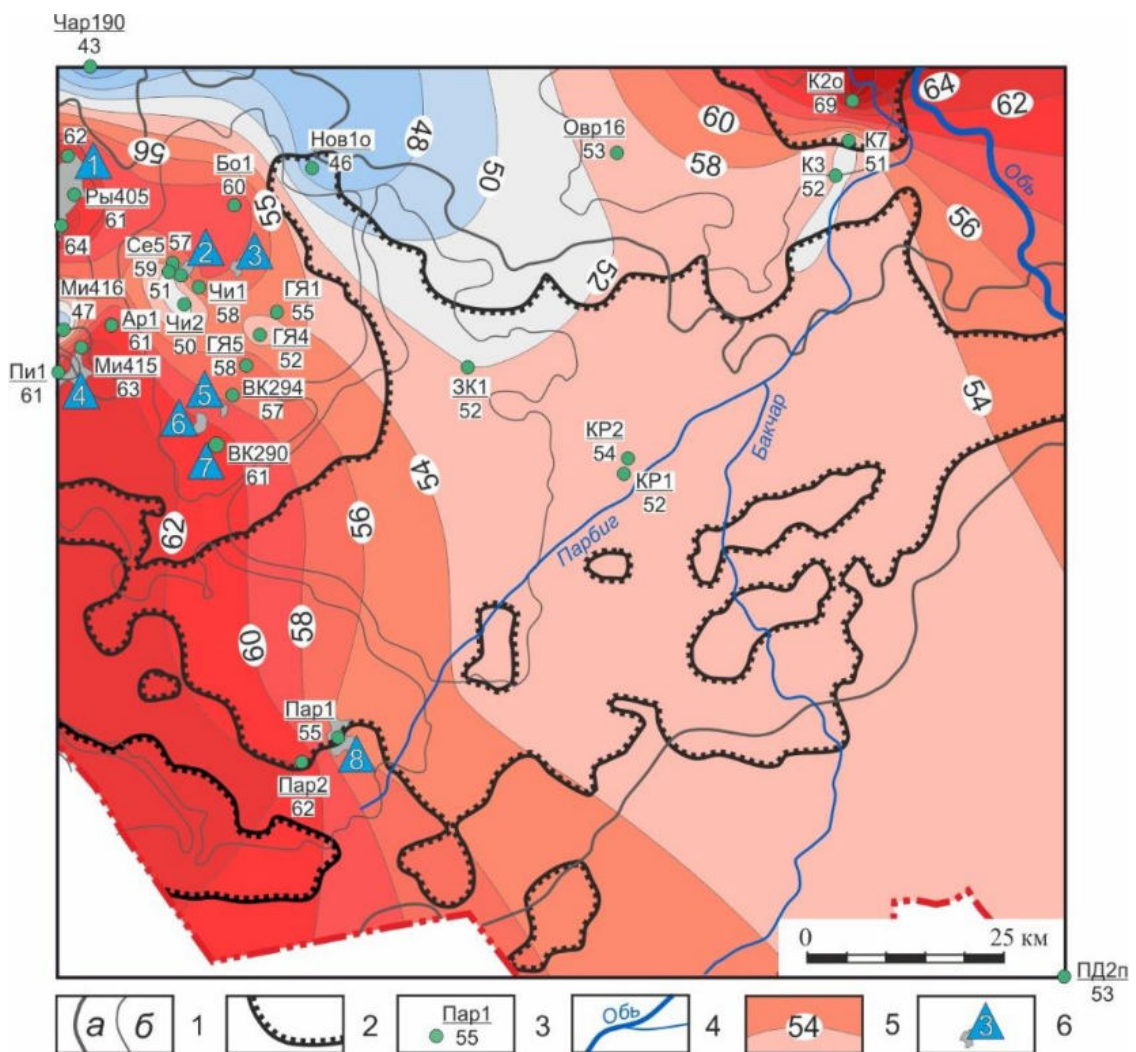 Чар190
43
62
1
56
Бо1
60
Нов1о
46
48
50
Овр16
53
60
58
К2о
69
64
62
К7
51
К3
52
Обь
56
Ры405
61
64
55
Се5
57
59
51
2
3
Чи1
58
Чи2
50
ГЯ1
55
ГЯ4
52
ГЯ5
58
Ми416
47
Ар1
61
Ми415
63
Пи1
61
4
5
6
7
ВК294
57
ВК290
61
52
ЗК1
52
КР2
54
КР1
52
Бакчар
Парбиг
54
54
56
62
60
58
Пар1
55
8
Пар2
62
0 25 км
ПД2п
53
а б 1
2
Пар1
55
3
Обь 4
54 5
3 6